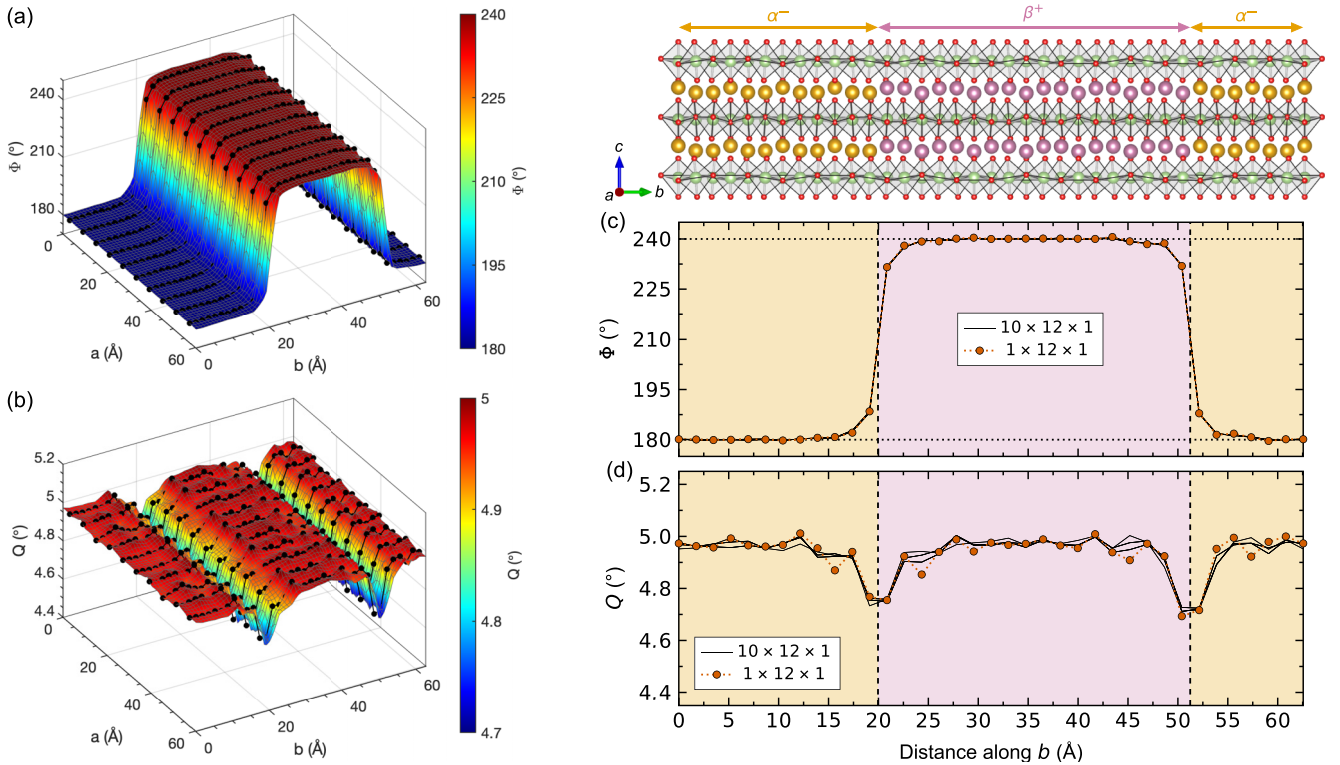 (a)
240
225
210
195
180
Φ (°)
240
210
180
Φ (°)
0
20
40
60
a (Å)
0
20
40
60
b (Å)
(b)
5
4.9
4.8
4.7
Q (°)
5.2
5
4.8
4.6
4.4
Q (°)
0
20
40
60
a (Å)
0
20
40
60
b (Å)
α⁻ β⁺ α⁻
c
a b
(c)
240
225
210
195
180
Φ (°)
10 × 12 × 1
1 × 12 × 1
(d)
5.2
5.0
4.8
4.6
4.4
Q (°)
10 × 12 × 1
1 × 12 × 1
0 5 10 15 20 25 30 35 40 45 50 55 60
Distance along b (Å)